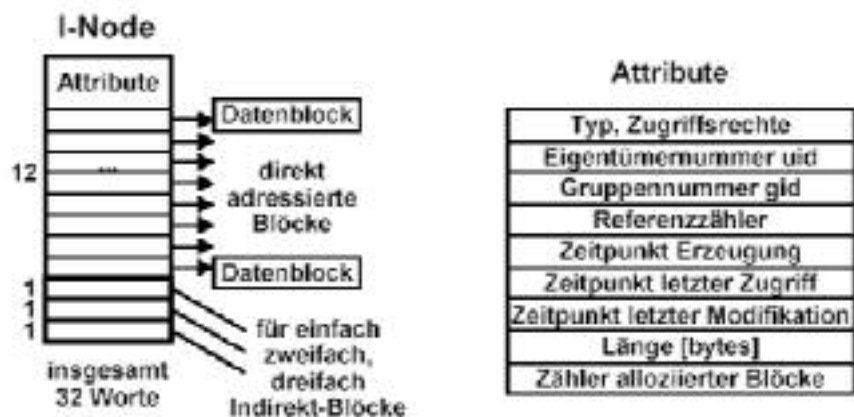 I-Node
Attribute
Datenblock
12
...
direkt
adressierte
Blöcke
Datenblock
1
1
1
für einfach
zweifach,
dreifach
Indirekt-Blöcke
insgesamt
32 Worte
Attribute
Typ, Zugriffsrechte
Eigentümernummer uid
Gruppennummer gid
Referenzzähler
Zeitpunkt Erzeugung
Zeitpunkt letzter Zugriff
Zeitpunkt letzter Modifikation
Länge [bytes]
Zähler alloziierter Blöcke